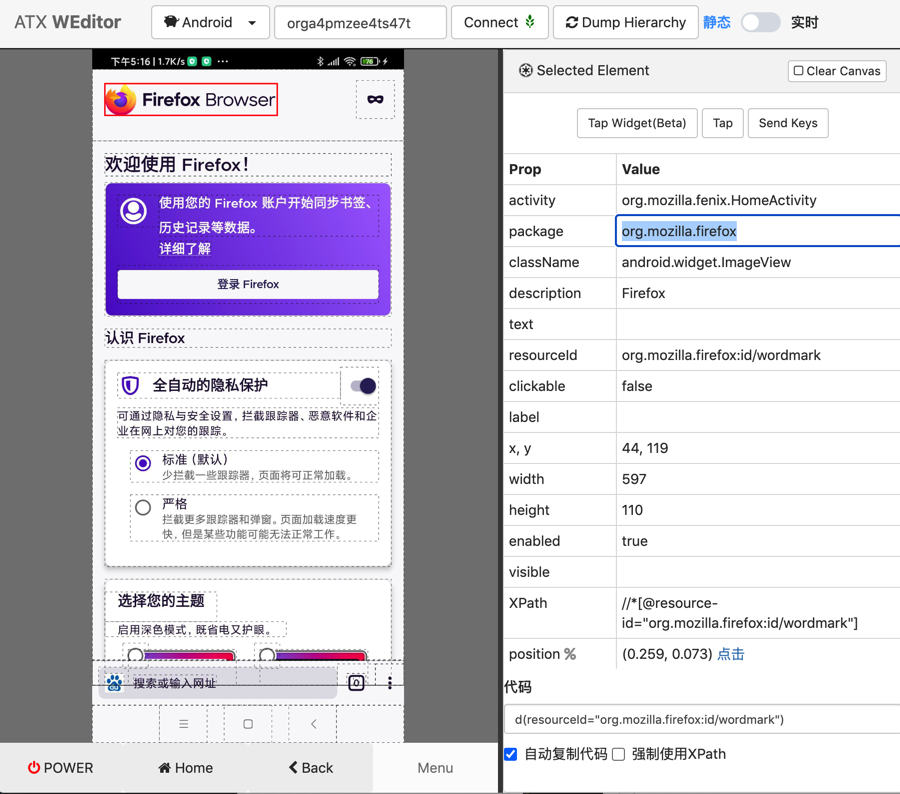 ATX WEditor
Android
orga4pmzee4ts47t
Connect
Dump Hierarchy
静态
实时
下午5:16 | 1.7K/s ···
76
Firefox Browser
欢迎使用 Firefox！
使用您的 Firefox 账户开始同步书签、
历史记录等数据。
详细了解
登录 Firefox
认识 Firefox
全自动的隐私保护
可通过隐私与安全设置，拦截跟踪器、恶意软件和企
业在网上对您的跟踪。
标准（默认）
少拦截一些跟踪器，页面将可正常加载。
严格
拦截更多跟踪器和弹窗。页面加载速度更
快，但是某些功能可能无法正常工作。
选择您的主题
启用深色模式，既省电又护眼。
搜索或输入网址
0
POWER
Home
Back
Menu
Selected Element
Clear Canvas
Tap Widget(Beta)
Tap
Send Keys
Prop Value
activity org.mozilla.fenix.HomeActivity
package org.mozilla.firefox
className android.widget.ImageView
description Firefox
text
resourceId org.mozilla.firefox:id/wordmark
clickable false
label
x, y 44, 119
width 597
height 110
enabled true
visible
XPath //*[@resource-
id="org.mozilla.firefox:id/wordmark"]
position % (0.259, 0.073) 点击
代码
d(resourceId="org.mozilla.firefox:id/wordmark")
自动复制代码 强制使用XPath